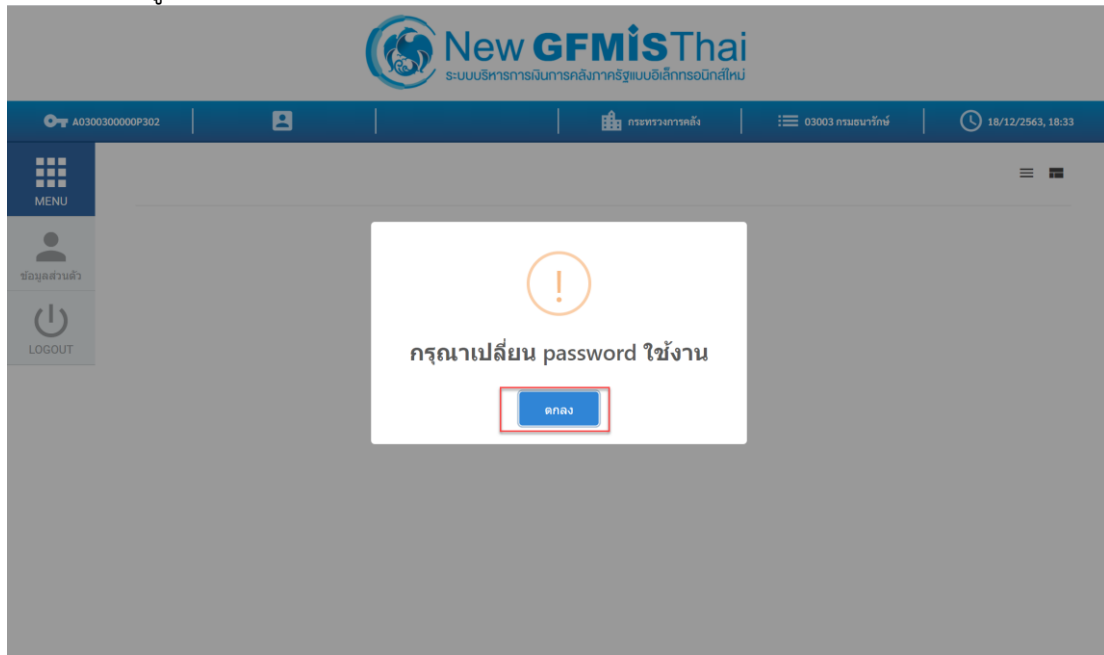 New GFMISThai
ระบบบริหารการเงินการคลังภาครัฐแบบอิเล็กทรอนิกส์ใหม่
A0300300000P302
กระทรวงการคลัง
03003 กรมธนารักษ์
18/12/2563, 18:33
MENU
ข้อมูลส่วนตัว
LOGOUT
!
กรุณาเปลี่ยน password ใช้งาน
ตกลง